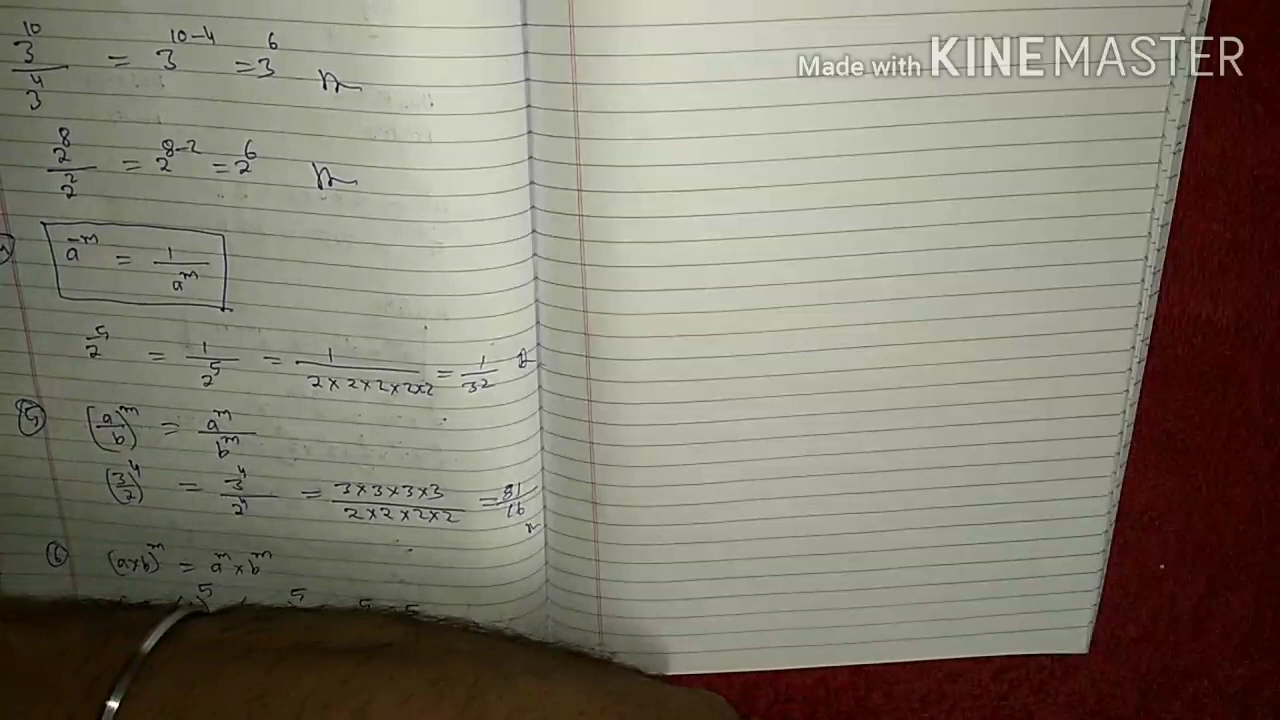 Made with KINEMASTER
3^10 / 3^4 = 3^10-4 = 3^6
2^8 / 2^2 = 2^8-2 = 2^6
a^-m = 1 / a^m
2^-5 = 1 / 2^5 = 1 / 2×2×2×2×2 = 1 / 32
⑤ (a/b)^m = a^m / b^m
(3/2)^4 = 3^4 / 2^4 = 3×3×3×3 / 2×2×2×2 = 81 / 16
⑥ (a×b)^m = a^m × b^m